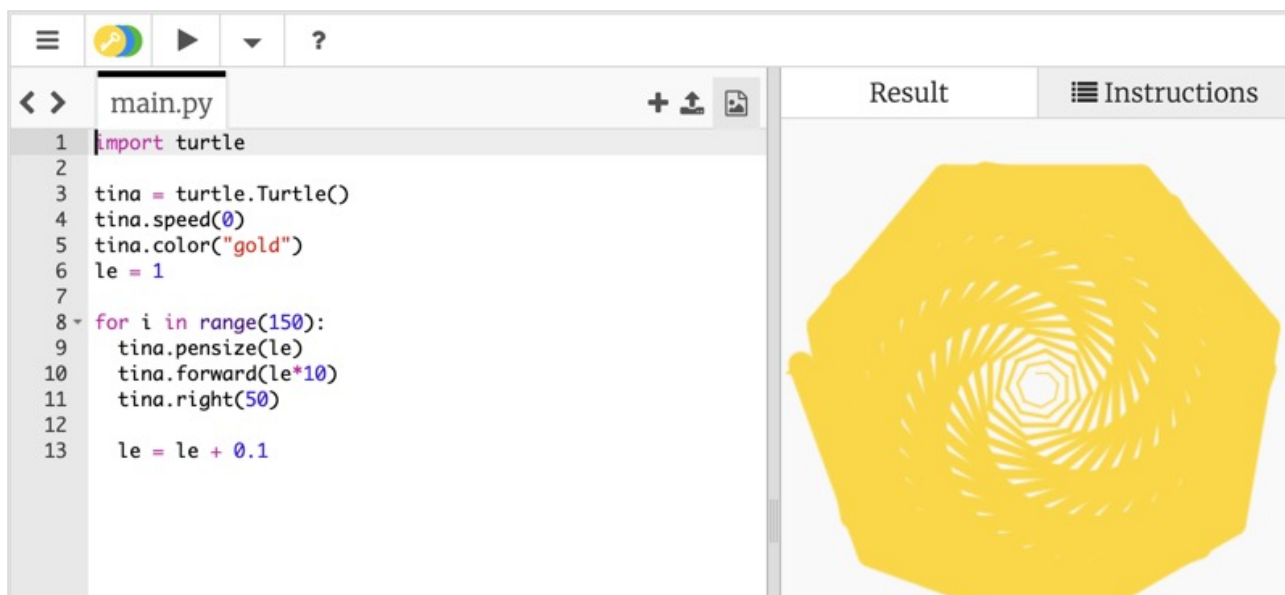 ?
main.py
Result
Instructions
1 import turtle
2
3 tina = turtle.Turtle()
4 tina.speed(0)
5 tina.color("gold")
6 le = 1
7
8 for i in range(150):
9   tina.pensize(le)
10   tina.forward(le*10)
11   tina.right(50)
12
13   le = le + 0.1